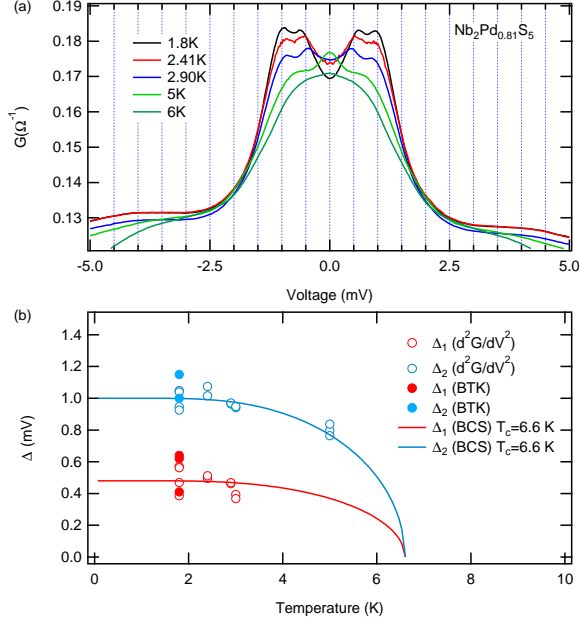 (a)
0.19
0.18
0.17
0.16
0.15
0.14
0.13
G(Ω⁻¹)
Nb₂Pd₀.₈₁S₅
1.8K
2.41K
2.90K
5K
6K
-5.0 -2.5 0.0 2.5 5.0
Voltage (mV)
(b)
1.4
1.2
1.0
0.8
0.6
0.4
0.2
0.0
Δ (mV)
Δ₁ (d²G/dV²)
Δ₂ (d²G/dV²)
Δ₁ (BTK)
Δ₂ (BTK)
Δ₁ (BCS) T꜀=6.6 K
Δ₂ (BCS) T꜀=6.6 K
0 2 4 6 8 10
Temperature (K)